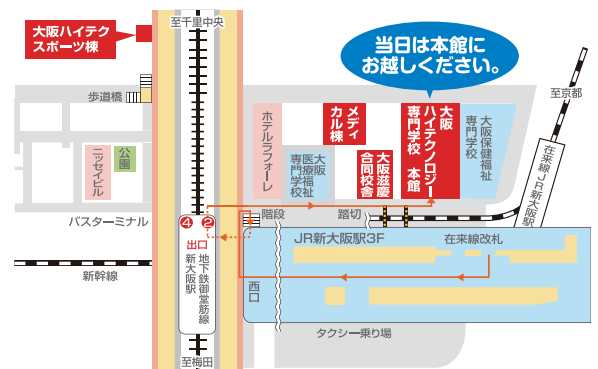 大阪ハイテク
スポーツ棟
至千里中央
当日は本館に
お越しください。
至京都
歩道橋
ホテルラフォーレ
メディ
カル棟
大阪
ハイテクノロジー
専門学校 本館
大阪保健福祉
専門学校
ニッセイビル
公園
大阪
医療福祉
専門学校
大阪滋慶
合同校舎
在来線JR新大阪駅
バスターミナル
階段
踏切
4
2
出口
地下鉄御堂筋線
新大阪駅
JR新大阪駅3F
在来線改札
新幹線
西口
タクシー乗り場
至梅田